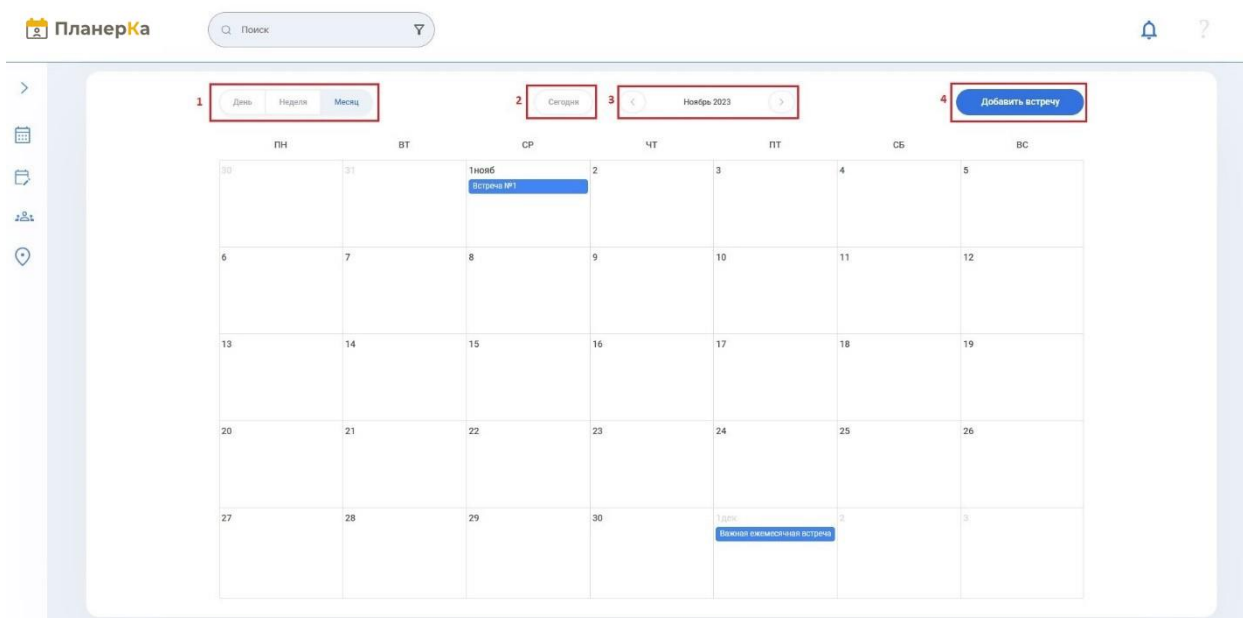 ПланерКа
Поиск
?
1 День Неделя Месяц 2 Сегодня 3 < Ноябрь 2023 > 4 Добавить встречу
ПН ВТ СР ЧТ ПТ СБ ВС
30 31 1нояб 2 3 4 5
Встреча №1
6 7 8 9 10 11 12
13 14 15 16 17 18 19
20 21 22 23 24 25 26
27 28 29 30 1дек 2 3
Важная ежемесячная встреча